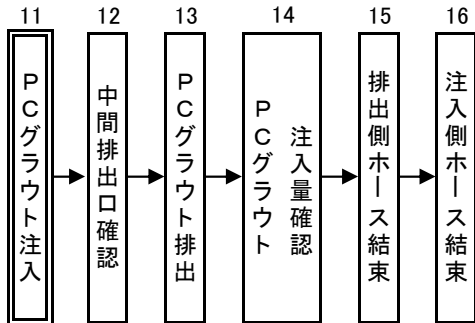 11
PCグラウト注入
12
中間排出口確認
13
PCグラウト排出
14
PCグラウト
注入量確認
15
排出側ホース結束
16
注入側ホース結束